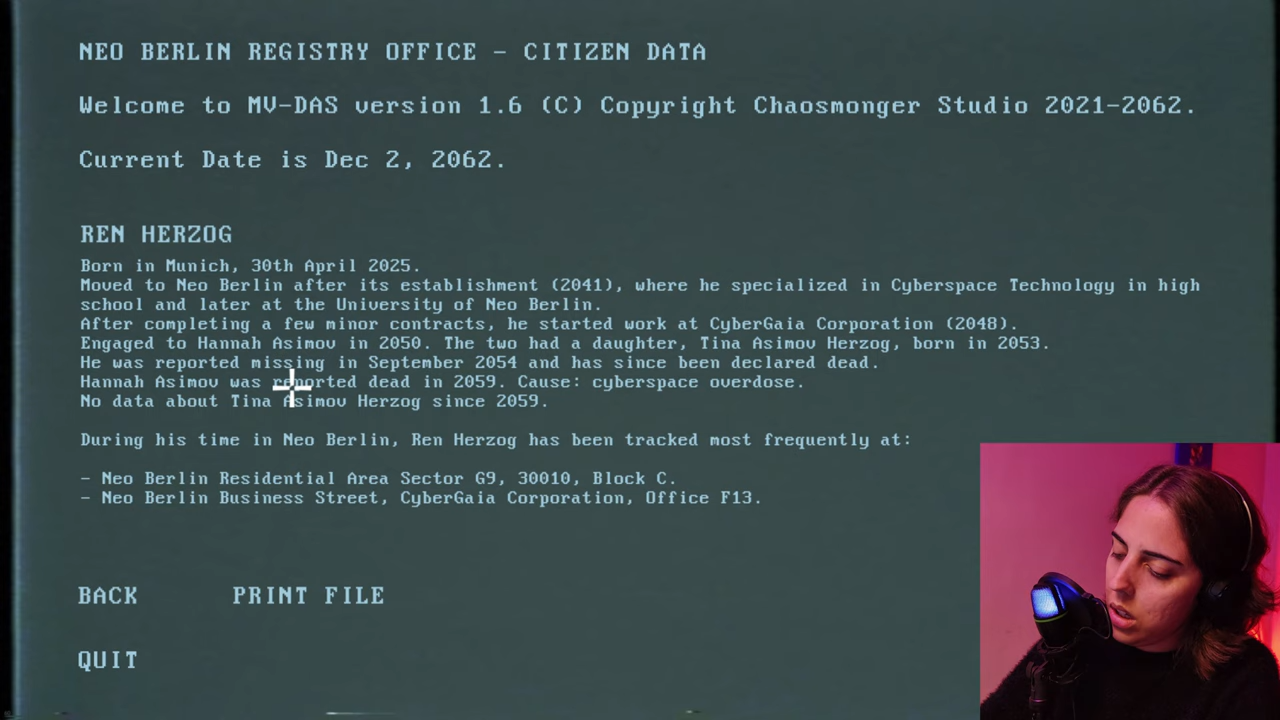 NEO BERLIN REGISTRY OFFICE - CITIZEN DATA
Welcome to MV-DAS version 1.6 (C) Copyright Chaosmonger Studio 2021-2062.
Current Date is Dec 2, 2062.
REN HERZOG
Born in Munich, 30th April 2025.
Moved to Neo Berlin after its establishment (2041), where he specialized in Cyberspace Technology in high
school and later at the University of Neo Berlin.
After completing a few minor contracts, he started work at CyberGaia Corporation (2048).
Engaged to Hannah Asimov in 2050. The two had a daughter, Tina Asimov Herzog, born in 2053.
He was reported missing in September 2054 and has since been declared dead.
Hannah Asimov was reported dead in 2059. Cause: cyberspace overdose.
No data about Tina Asimov Herzog since 2059.
During his time in Neo Berlin, Ren Herzog has been tracked most frequently at:
- Neo Berlin Residential Area Sector G9, 30010, Block C.
- Neo Berlin Business Street, CyberGaia Corporation, Office F13.
BACK PRINT FILE
QUIT